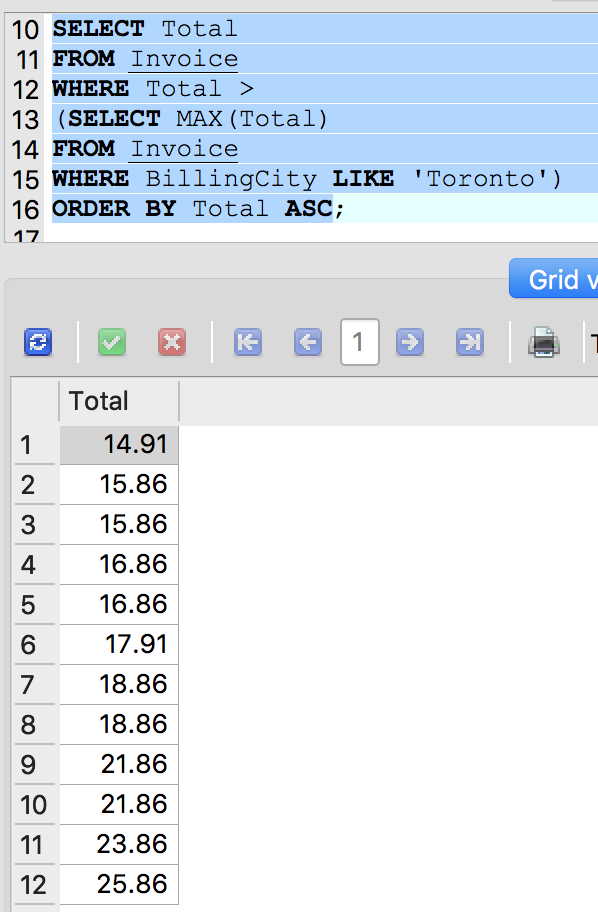 10 SELECT Total
11 FROM Invoice
12 WHERE Total >
13 (SELECT MAX(Total)
14 FROM Invoice
15 WHERE BillingCity LIKE 'Toronto')
16 ORDER BY Total ASC;
17
Grid v
1
T
Total
1 14.91
2 15.86
3 15.86
4 16.86
5 16.86
6 17.91
7 18.86
8 18.86
9 21.86
10 21.86
11 23.86
12 25.86